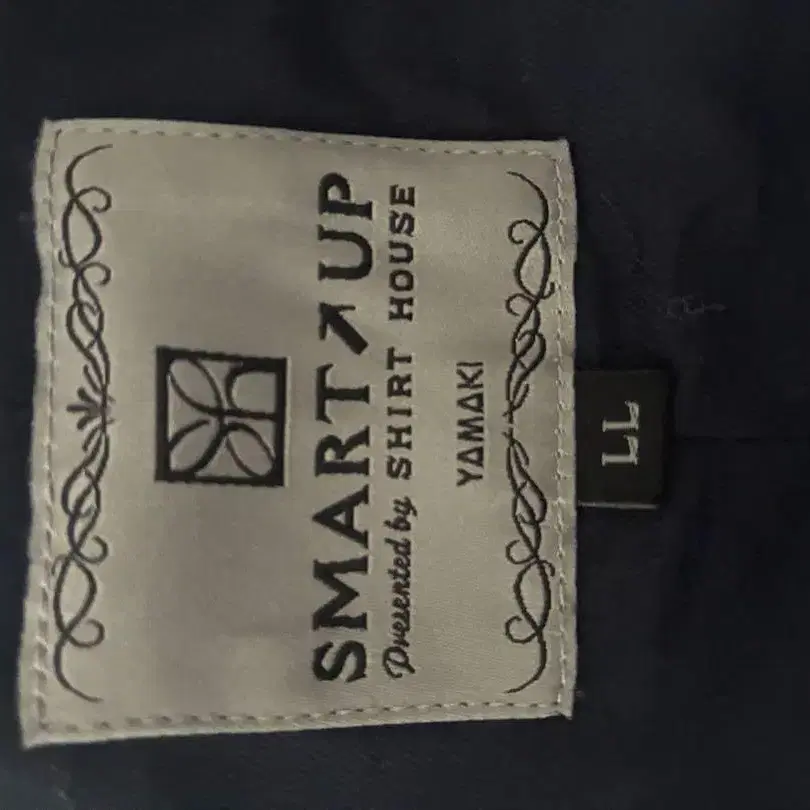 SMART↗UP
Presented by SHIRT HOUSE
YAMAKI
LL